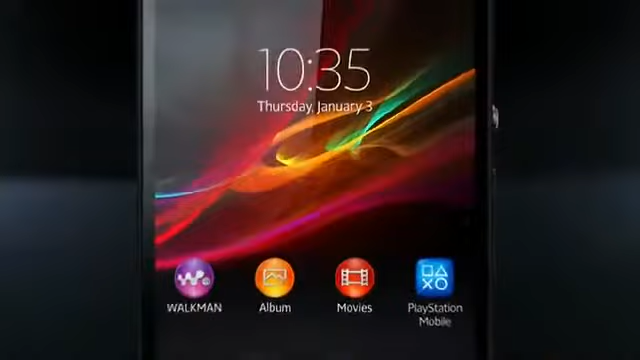 10:35
Thursday, January 3
WALKMAN
Album
Movies
PlayStation
Mobile